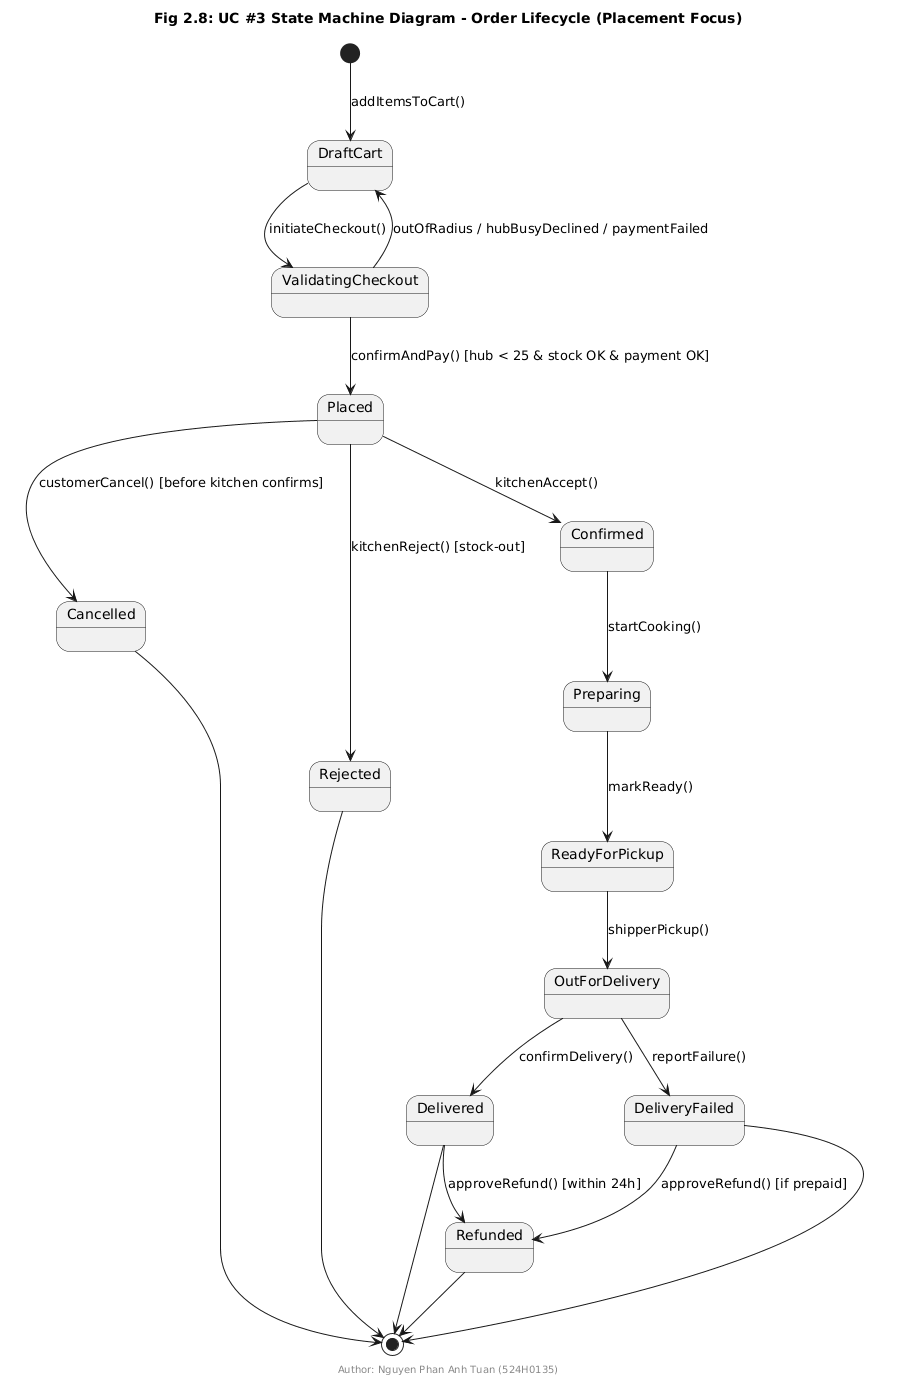 Fig 2.8: UC #3 State Machine Diagram - Order Lifecycle (Placement Focus)
addItemsToCart()
DraftCart
initiateCheckout()
outOfRadius / hubBusyDeclined / paymentFailed
ValidatingCheckout
confirmAndPay() [hub < 25 & stock OK & payment OK]
Placed
customerCancel() [before kitchen confirms]
kitchenAccept()
Confirmed
kitchenReject() [stock-out]
Cancelled
startCooking()
Preparing
Rejected
markReady()
ReadyForPickup
shipperPickup()
OutForDelivery
confirmDelivery()
reportFailure()
Delivered
DeliveryFailed
approveRefund() [within 24h]
approveRefund() [if prepaid]
Refunded
Author: Nguyen Phan Anh Tuan (524H0135)